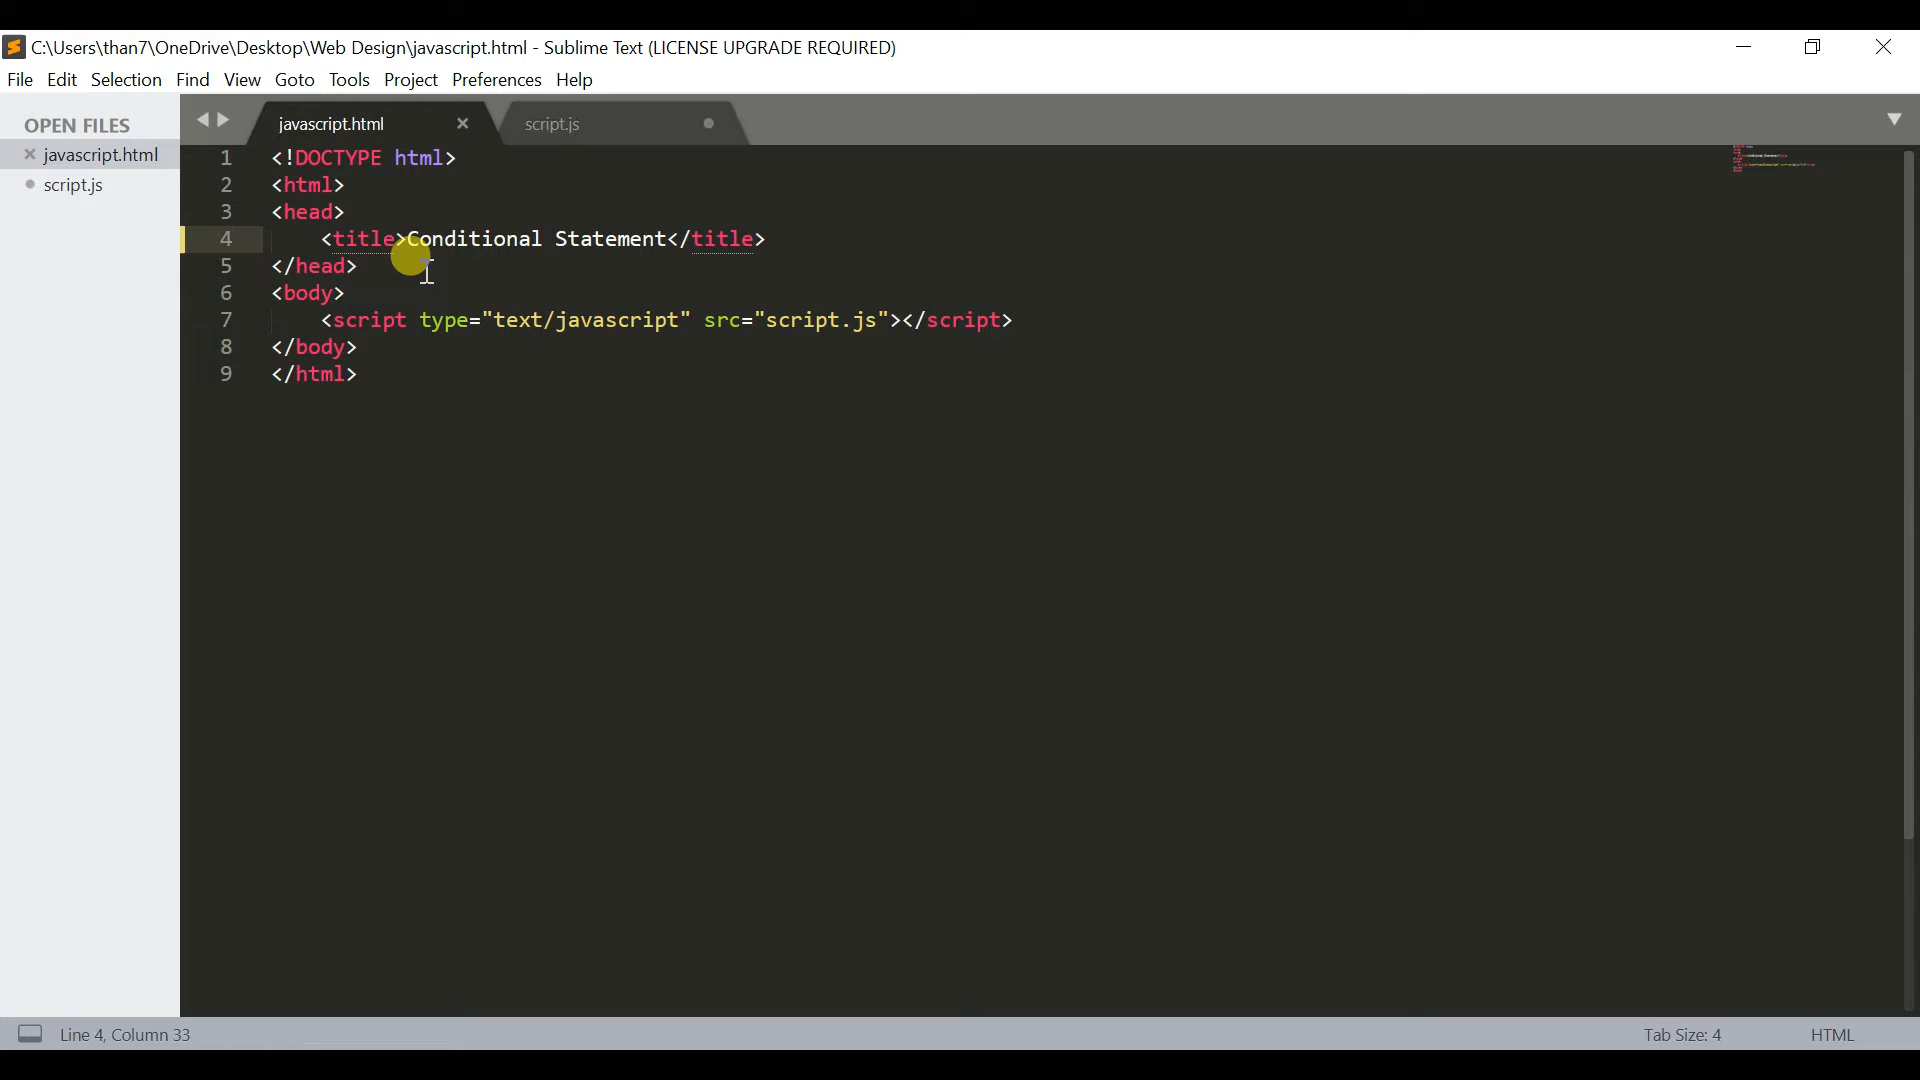 C:\Users\than7\OneDrive\Desktop\Web Design\javascript.html - Sublime Text (LICENSE UPGRADE REQUIRED)
File Edit Selection Find View Goto Tools Project Preferences Help
OPEN FILES
javascript.html
script.js
javascript.html
script.js
1 <!DOCTYPE html>
2 <html>
3 <head>
4 <title>Conditional Statement</title>
5 </head>
6 <body>
7 <script type="text/javascript" src="script.js"></script>
8 </body>
9 </html>
Line 4, Column 33
Tab Size: 4
HTML